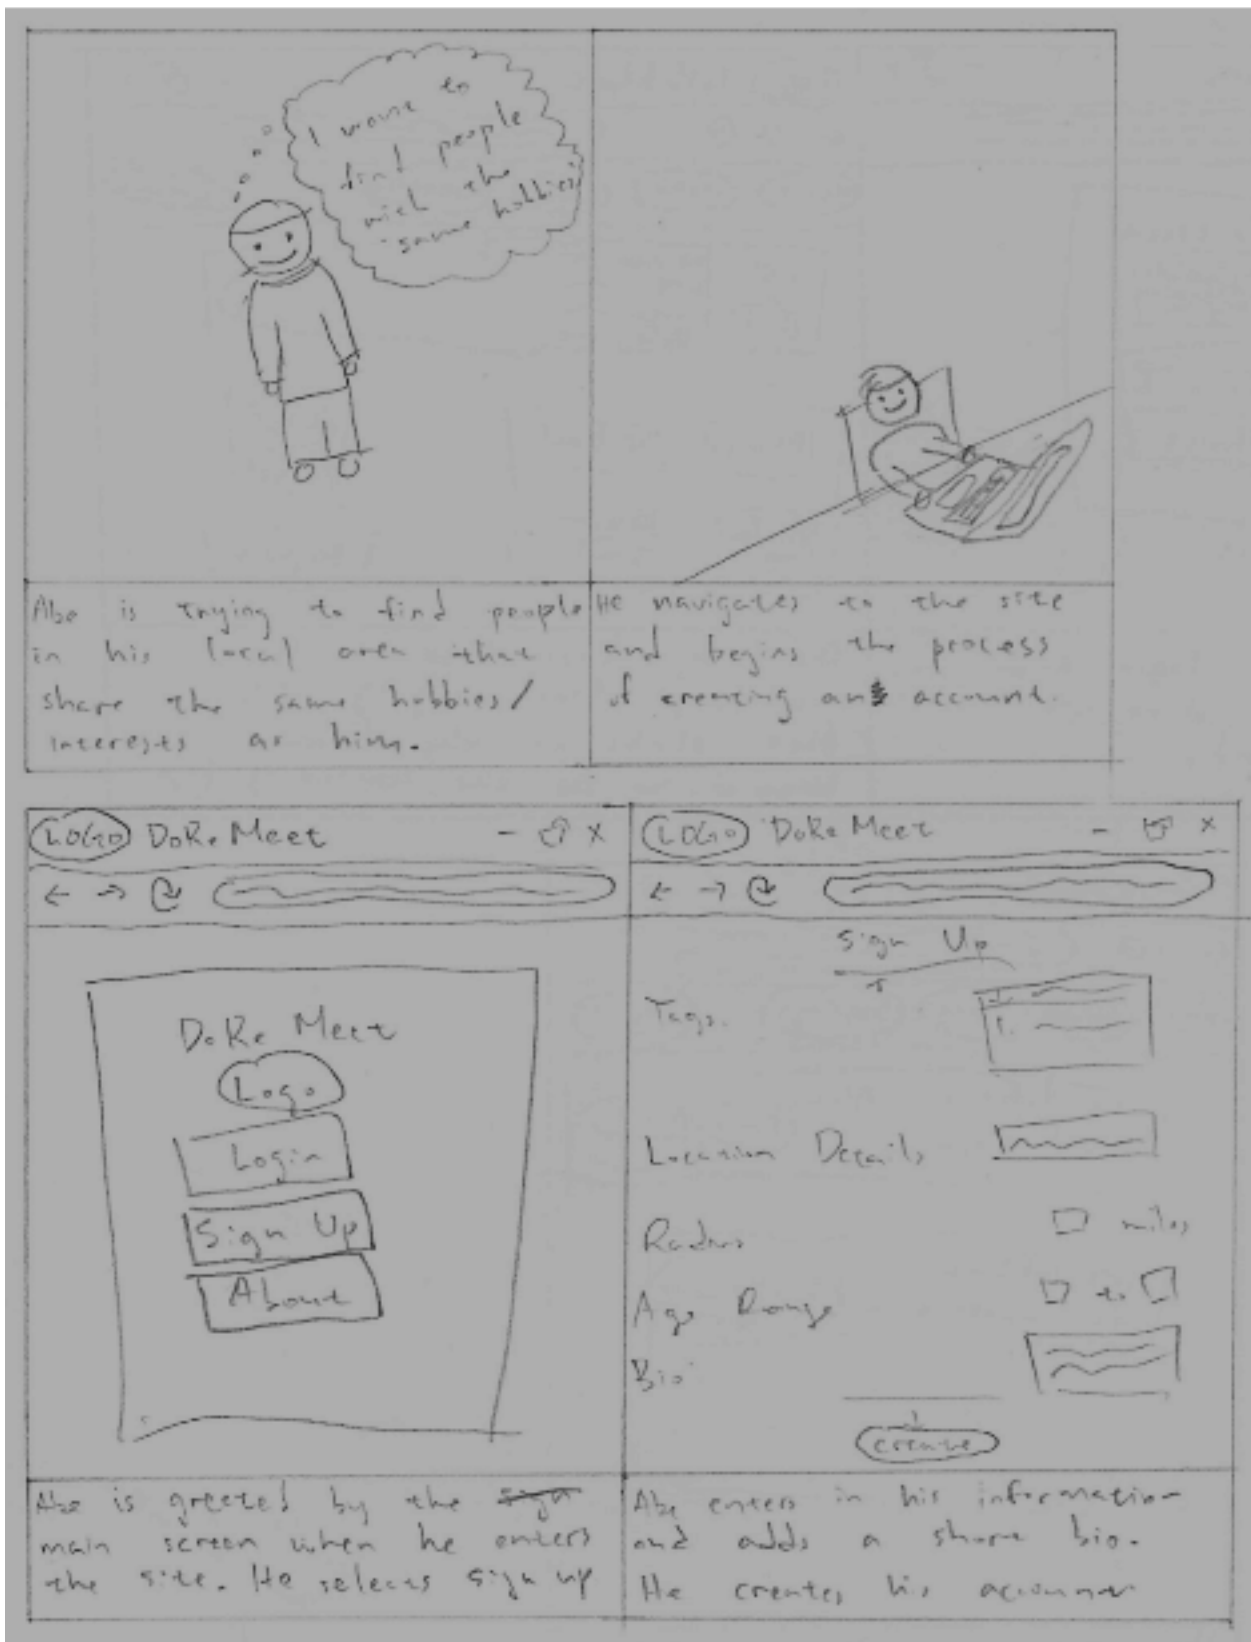 I want to
find people
with the
same hobbies
Abe is trying to find people
in his local area that
share the same hobbies/
interests as him.
He navigates to the site
and begins the process
of creating an account.
LOGO DoRe Meet - X
DoRe Meet
Logo
Login
Sign Up
About
Abe is greeted by the sign
main screen when he enters
the site. He selects sign up
LOGO DoRe Meet - X
Sign Up
Tags
Location Details
Radius miles
Age Range to
Bio
create
Abe enters in his information
and adds a short bio.
He creates his account